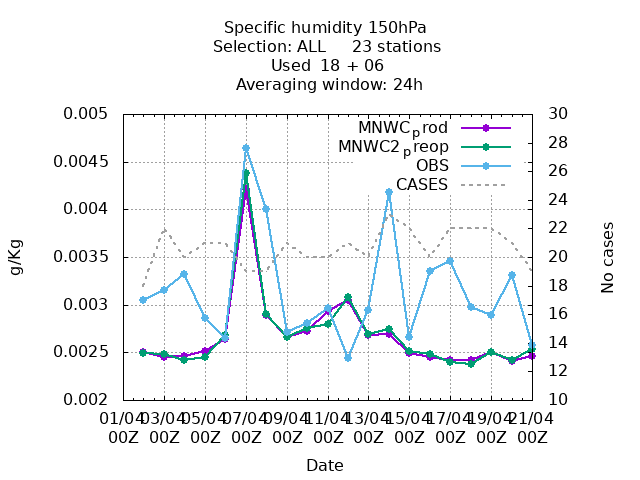 Specific humidity 150hPa
Selection: ALL     23 stations
Used  18 + 06
Averaging window: 24h
g/Kg
0.005
0.0045
0.004
0.0035
0.003
0.0025
0.002
MNWCprod
MNWC2preop
OBS
CASES
30
28
26
24
22
20
18
16
14
12
10
No cases
01/04 03/04 05/04 07/04 09/04 11/04 13/04 15/04 17/04 19/04 21/04
00Z 00Z 00Z 00Z 00Z 00Z 00Z 00Z 00Z 00Z 00Z
Date